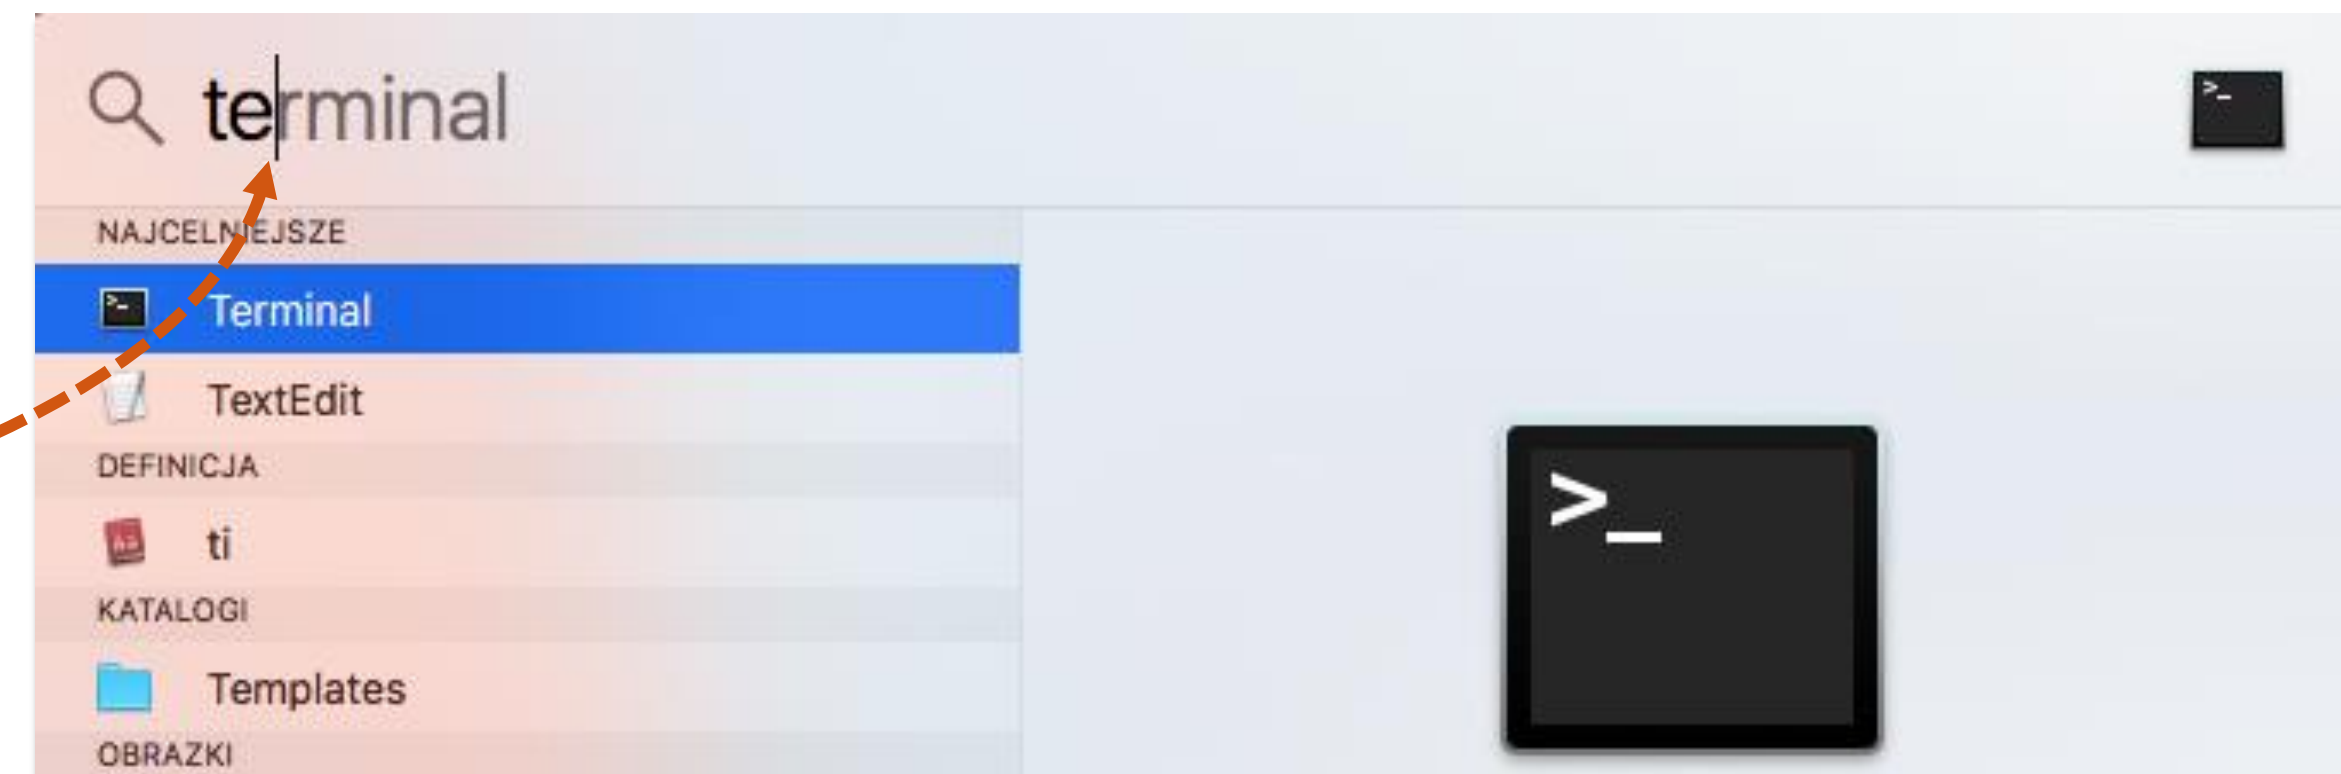 terminal
NAJCELNIEJSZE
Terminal
TextEdit
DEFINICJA
ti
KATALOGI
Templates
OBRAZKI
>_